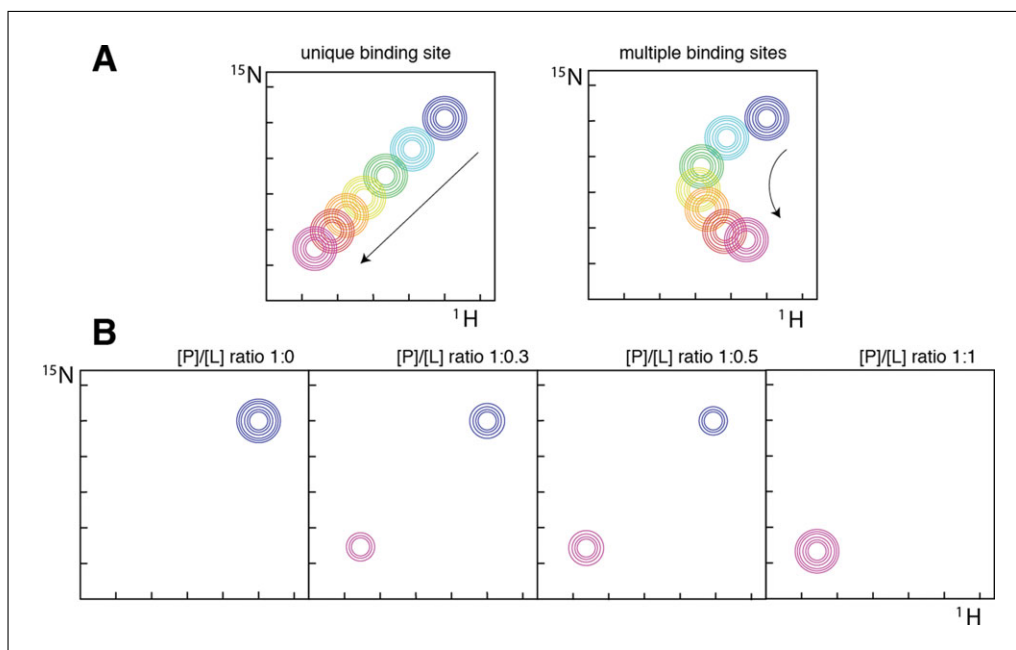 A
unique binding site
multiple binding sites
15N
15N
1H
1H
B
[P]/[L] ratio 1:0
[P]/[L] ratio 1:0.3
[P]/[L] ratio 1:0.5
[P]/[L] ratio 1:1
15N
1H